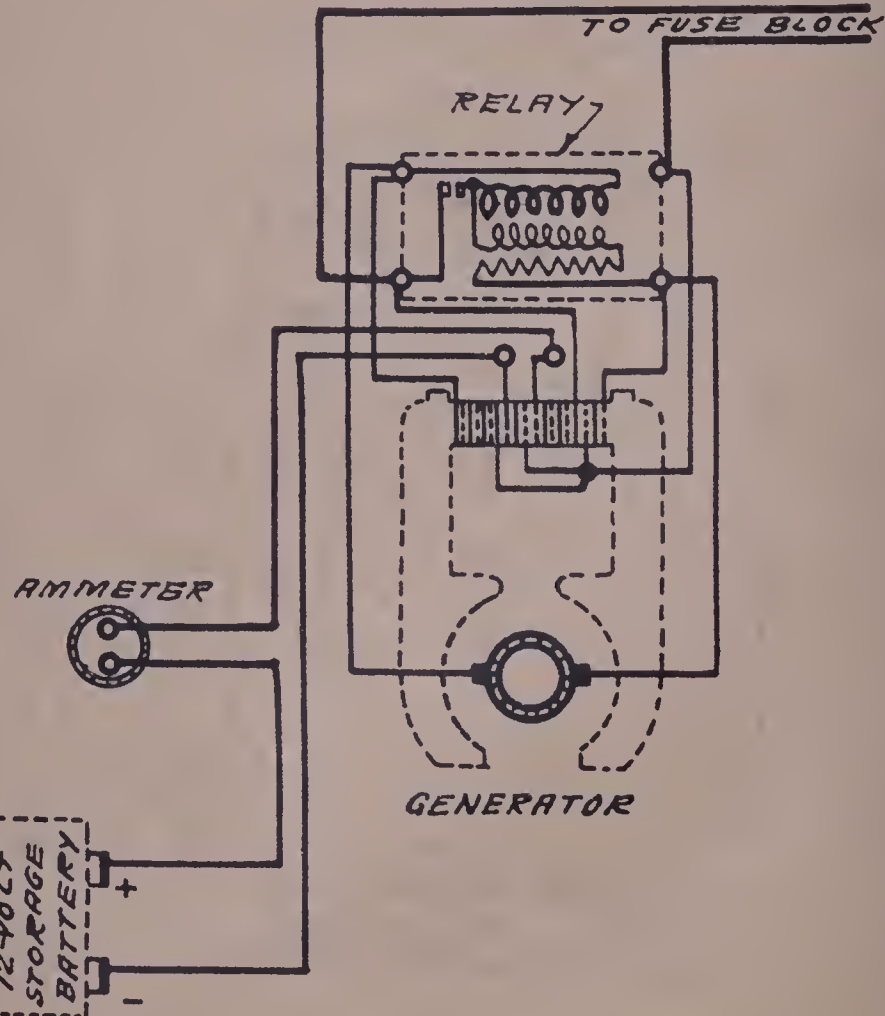 TO FUSE BLOCK
RELAY
AMMETER
GENERATOR
12-VOLT
STORAGE
BATTERY
+
-